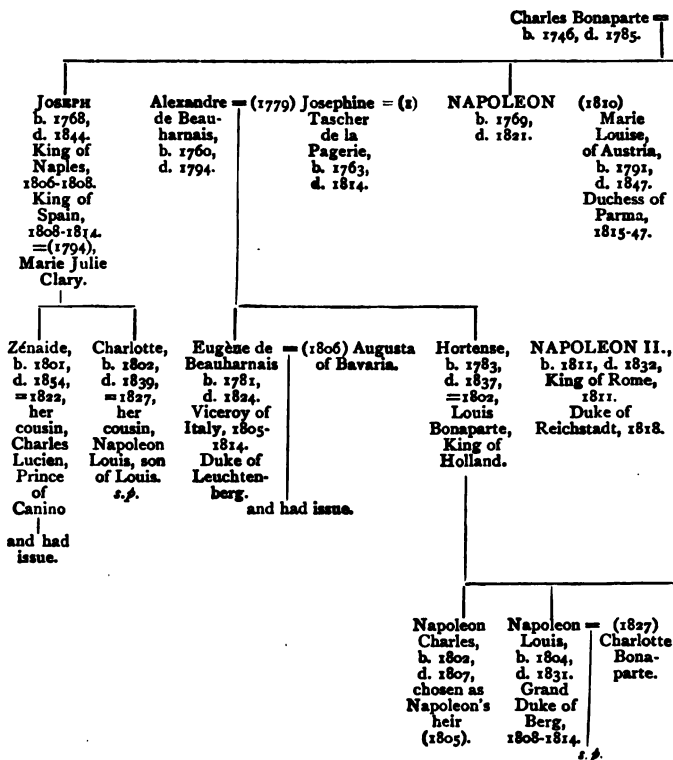 Charles Bonaparte =
b. 1746, d. 1785.
JOSEPH
b. 1768,
d. 1844.
King of
Naples,
1806-1808.
King of
Spain,
1808-1814.
=(1794),
Marie Julie
Clary.
Alexandre = (1779) Josephine = (1)
de Beau-
harnais,
b. 1760,
d. 1794.
Tascher
de la
Pagerie,
b. 1763,
d. 1814.
NAPOLEON
b. 1769,
d. 1821.
(1810)
Marie
Louise,
of Austria,
b. 1791,
d. 1847.
Duchess of
Parma,
1815-47.
Zénaide,
b. 1801,
d. 1854,
=1822,
her
cousin,
Charles
Lucien,
Prince
of
Canino
and had
issue.
Charlotte,
b. 1802,
d. 1839,
=1827,
her
cousin,
Napoleon
Louis, son
of Louis.
s.p.
Eugène de
Beauharnais
b. 1781,
d. 1824.
Viceroy of
Italy, 1805-
1814.
Duke of
Leuchten-
berg.
= (1806) Augusta
of Bavaria.
and had issue.
Hortense,
b. 1783,
d. 1837,
=1802,
Louis
Bonaparte,
King of
Holland.
NAPOLEON II.,
b. 1811, d. 1832,
King of Rome,
1811.
Duke of
Reichstadt, 1818.
Napoleon
Charles,
b. 1802,
d. 1807,
chosen as
Napoleon's
heir
(1805).
Napoleon
Louis,
b. 1804,
d. 1831.
Grand
Duke of
Berg,
1808-1814.
= (1827)
Charlotte
Bona-
parte.
s.p.